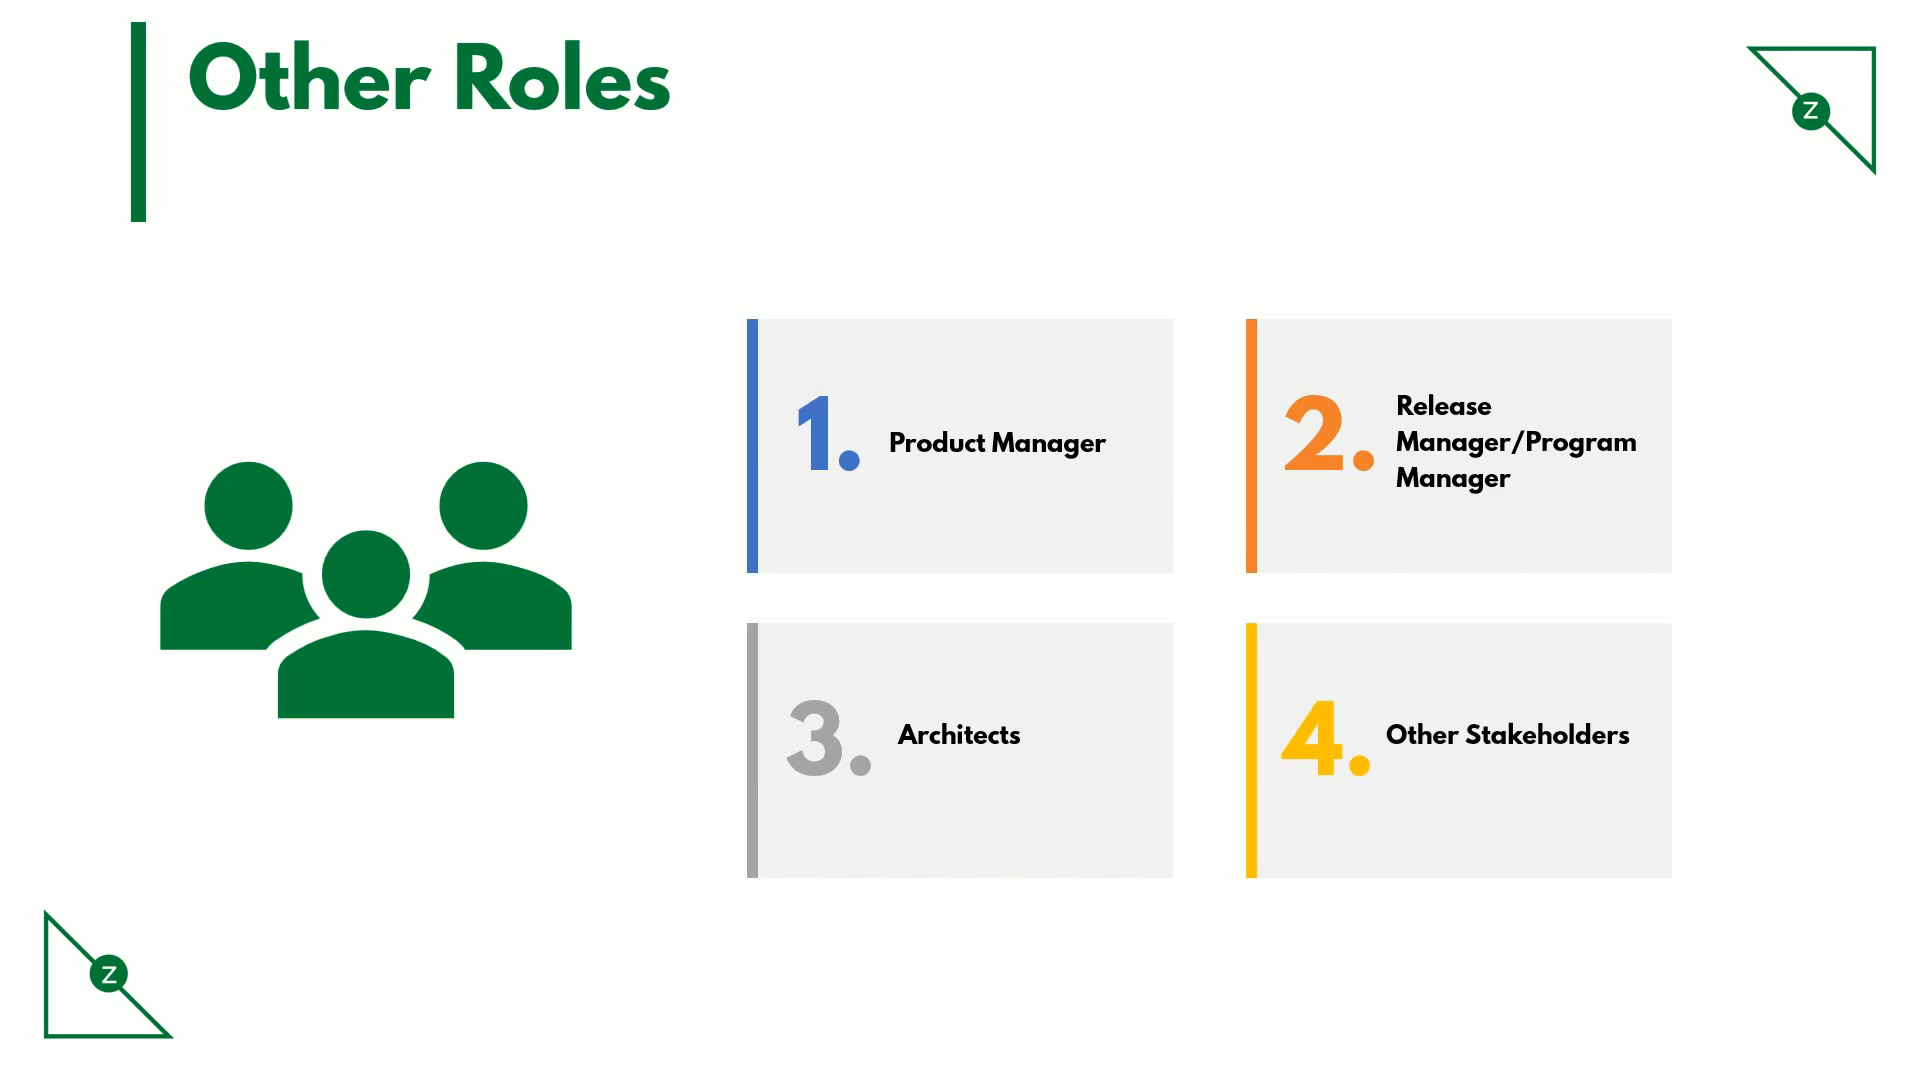 Other Roles
Z
1.
Product Manager
2.
Release
Manager/Program
Manager
3.
Architects
4.
Other Stakeholders
Z